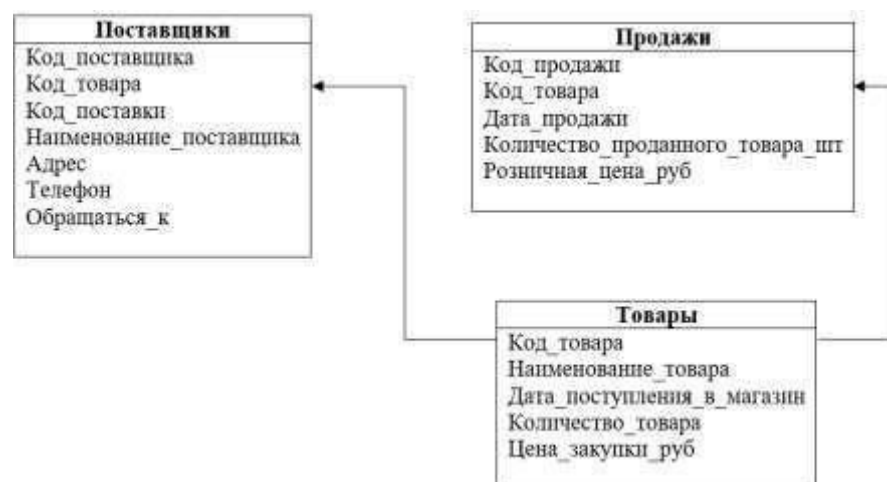 Поставщики
Код_поставщика
Код_товара
Код_поставки
Наименование_поставщика
Адрес
Телефон
Обращаться_к
Продажи
Код_продажи
Код_товара
Дата_продажи
Количество_проданного_товара_шт
Розничная_цена_руб
Товары
Код_товара
Наименование_товара
Дата_поступления_в_магазин
Количество_товара
Цена_закупки_руб